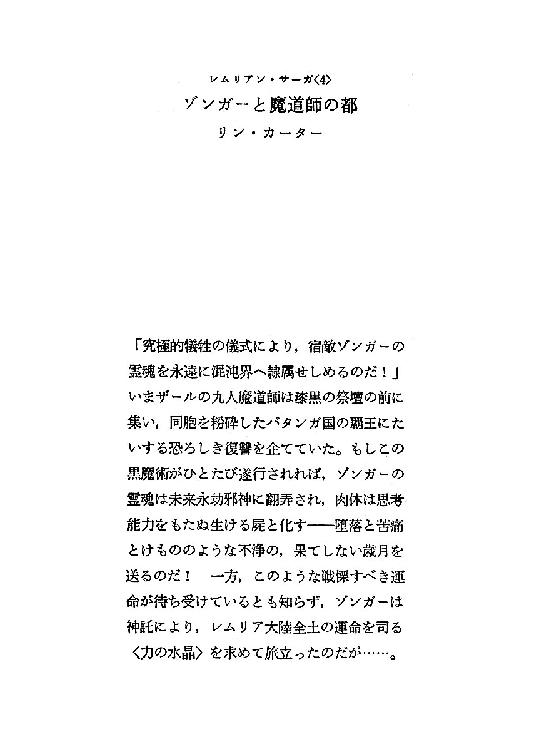 レムリアン・サーガ〈4〉
ゾンガーと魔道師の都
リン・カーター
「究極的犠牲の儀式により，宿敵ゾンガーの
霊魂を永遠に混沌界へ隷属せしめるのだ！」
いまザールの九人魔道師は漆黒の祭壇の前に
集い，同胞を粉砕したパタンガ国の覇王にた
いする恐ろしき復讐を企てていた。もしこの
黒魔術がひとたび遂行されれば，ゾンガーの
霊魂は未来永劫邪神に翻弄され，肉体は思考
能力をもたぬ生ける屍と化す──堕落と苦痛
とけもののような不浄の，果てしない歳月を
送るのだ！　一方，このような戦慄すべき運
命が待ち受けているとも知らず，ゾンガーは
神託により，レムリア大陸全土の運命を司る
〈力の水晶〉を求めて旅立ったのだが……。